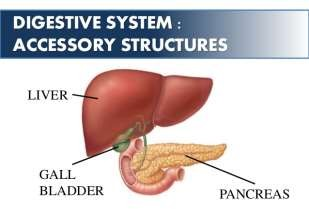 DIGESTIVE SYSTEM :
ACCESSORY STRUCTURES
LIVER
GALL
BLADDER
PANCREAS